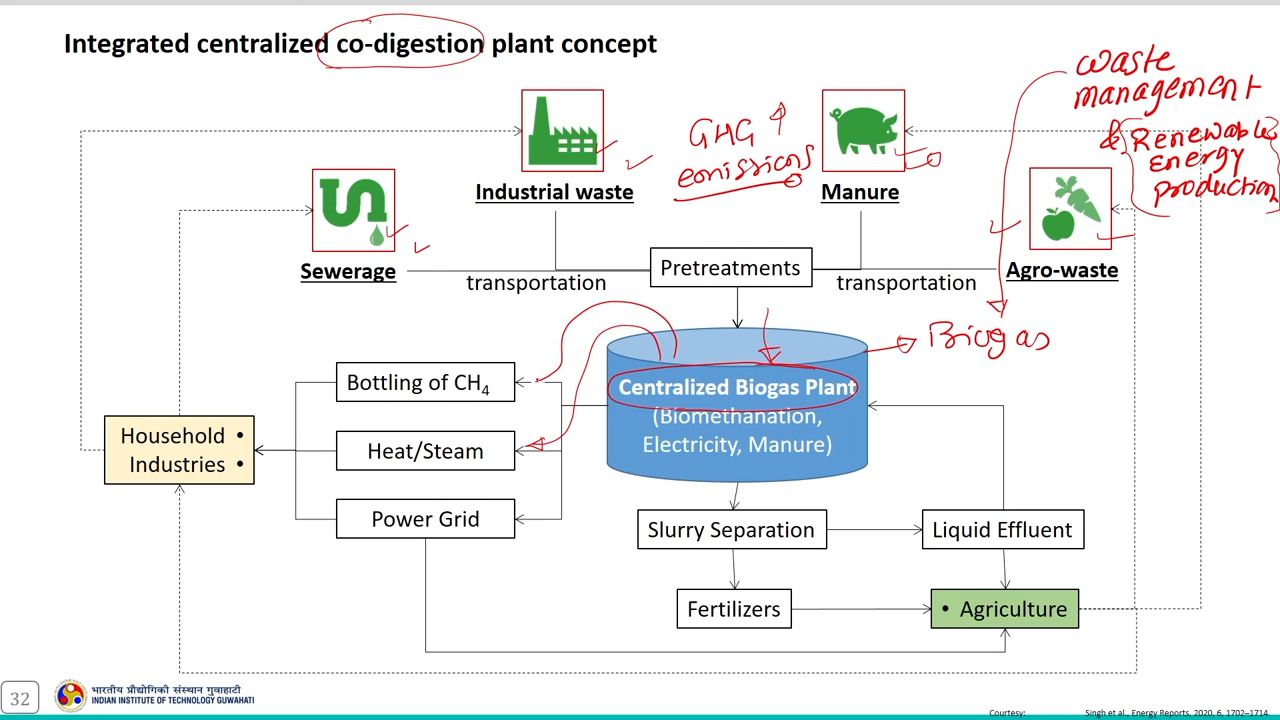 Integrated centralized co-digestion plant concept
waste
management
& Renewable
Energy
production
GHG
emissions
Industrial waste
Manure
Sewerage
Agro-waste
transportation
Pretreatments
transportation
Biogas
Centralized Biogas Plant
(Biomethanation,
Electricity, Manure)
Bottling of CH4
Heat/Steam
Power Grid
Household •
Industries •
Slurry Separation
Liquid Effluent
Fertilizers
• Agriculture
32
भारतीय प्रौद्योगिकी संस्थान गुवाहाटी
INDIAN INSTITUTE OF TECHNOLOGY GUWAHATI
Courtesy: Singh et al., Energy Reports, 2020, 6, 1702–1714.